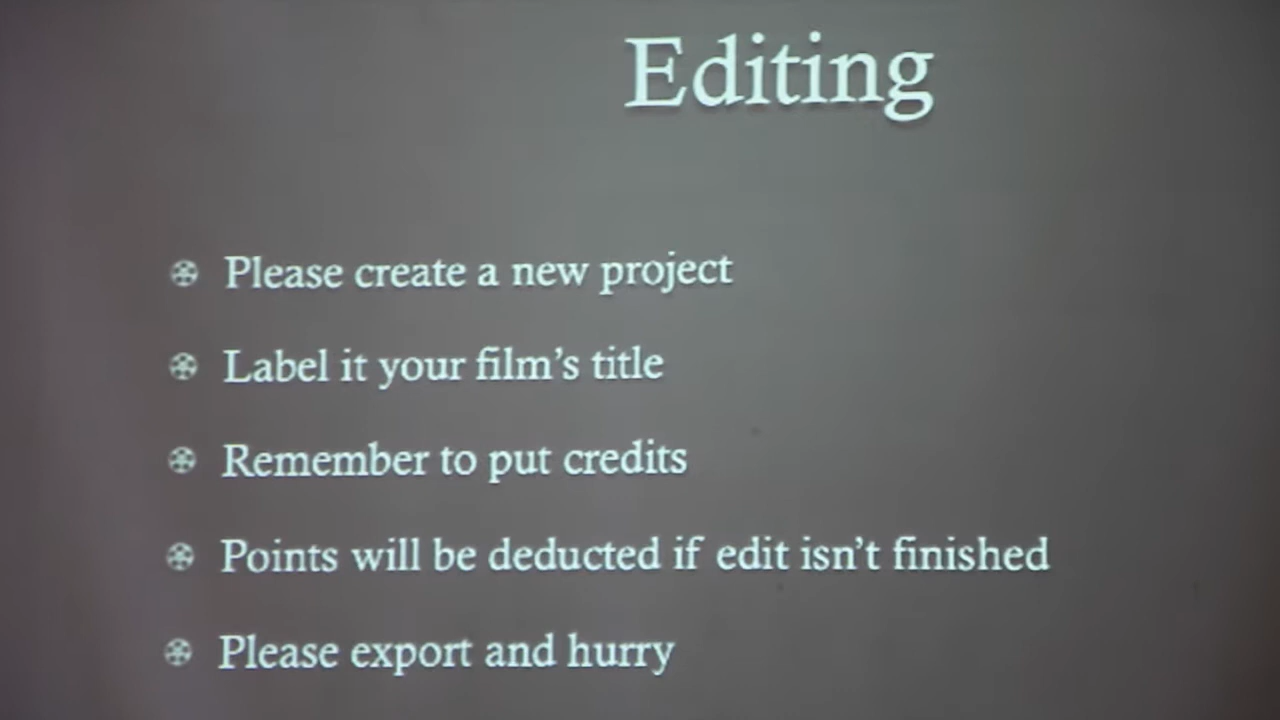 Editing
Please create a new project
Label it your film’s title
Remember to put credits
Points will be deducted if edit isn’t finished
Please export and hurry